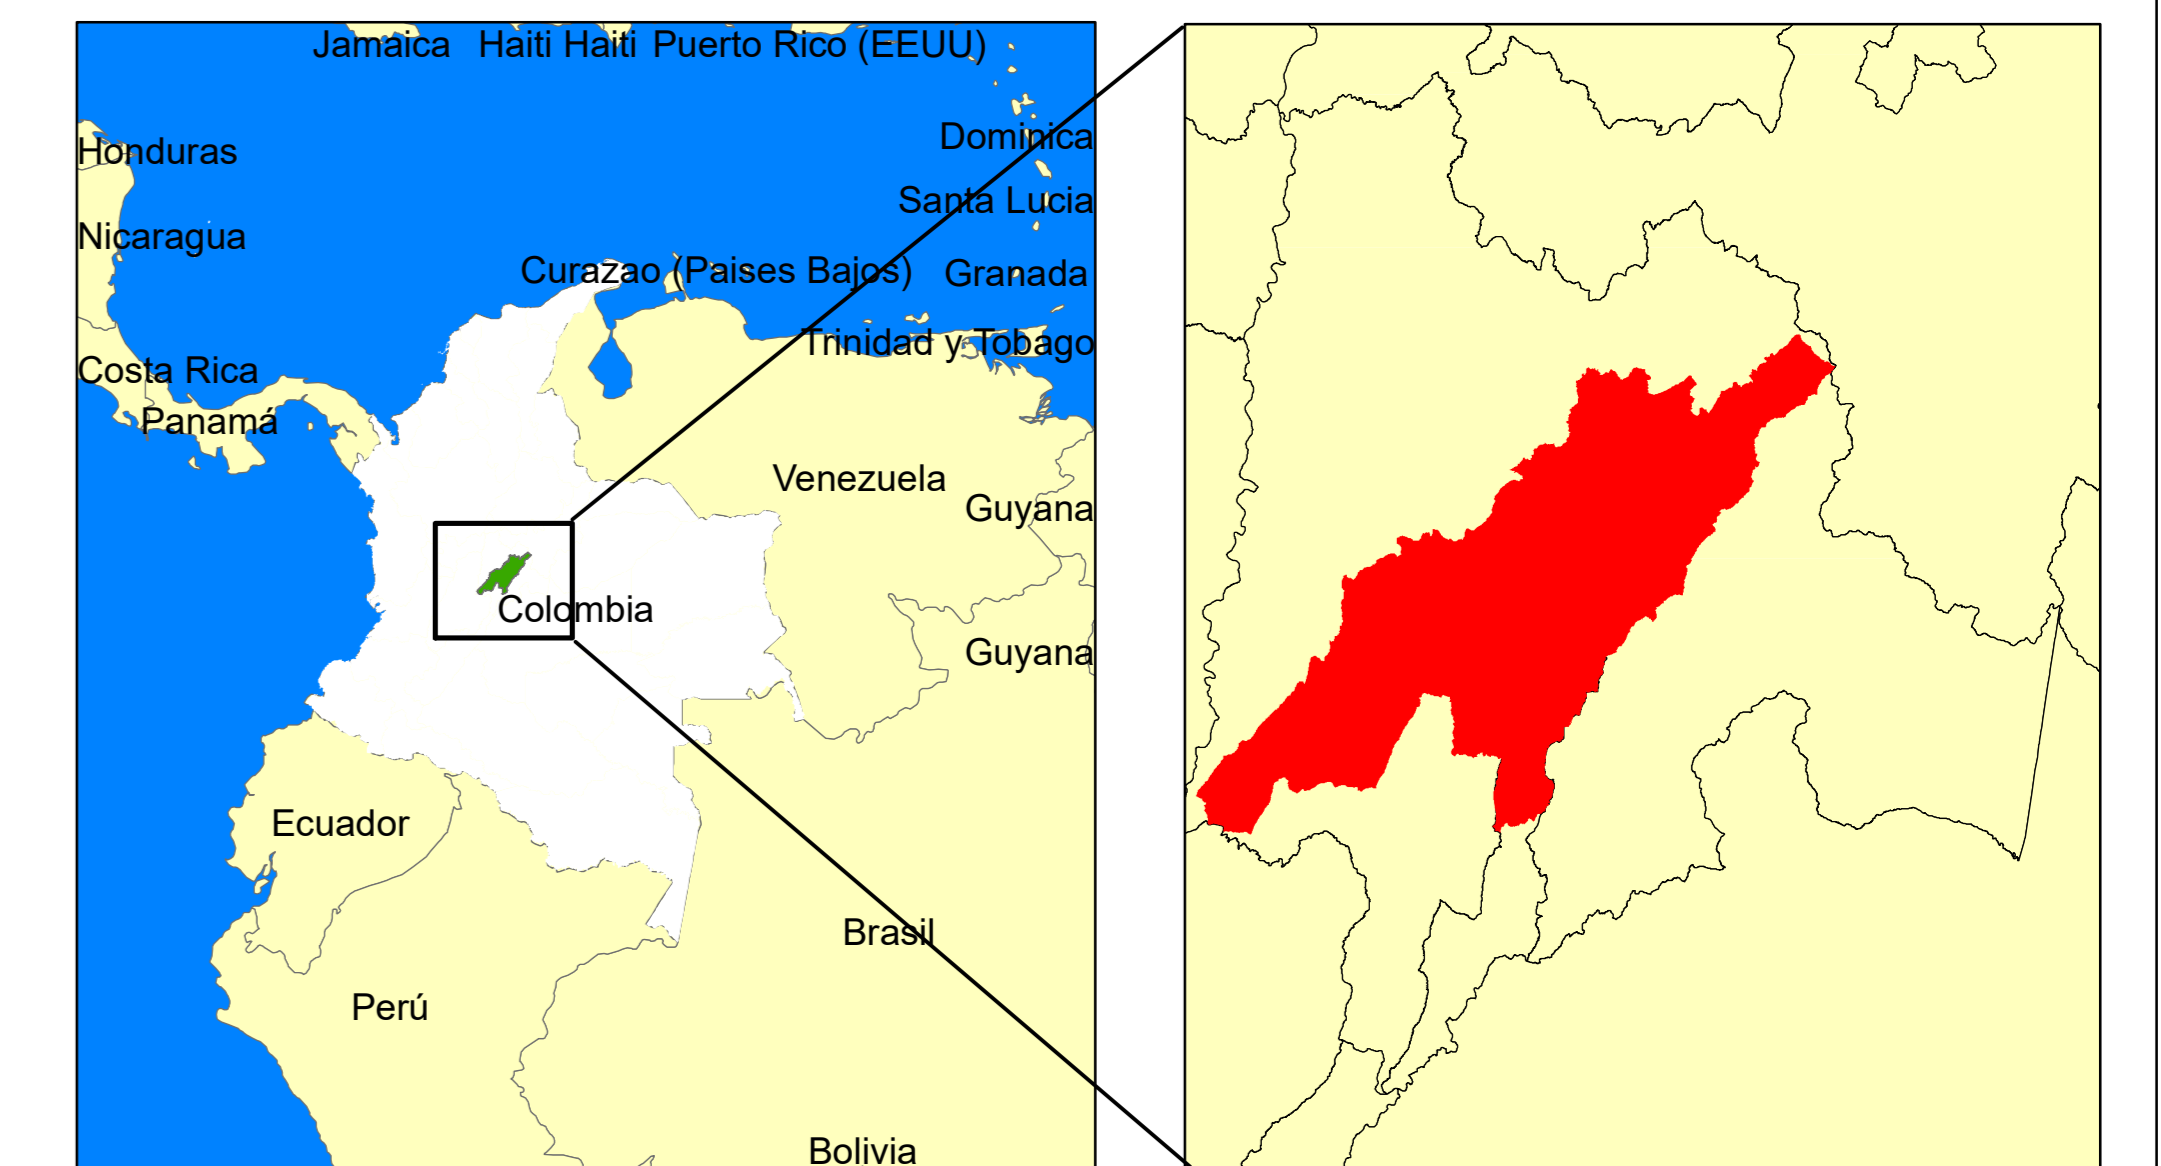 Jamaica Haiti Haiti Puerto Rico (EEUU)
Dominica
Honduras
Santa Lucia
Nicaragua
Curazao (Paises Bajos) Granada
Trinidad y Tobago
Costa Rica
Panamá
Venezuela
Guyana
Colombia
Guyana
Ecuador
Brasil
Perú
Bolivia